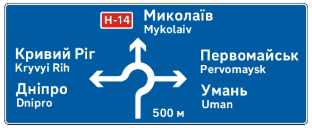 Н-14
Миколаїв
Mykolaiv
Кривий Ріг
Kryvyi Rih
Дніпро
Dnipro
Первомайськ
Pervomaysk
Умань
Uman
500 м